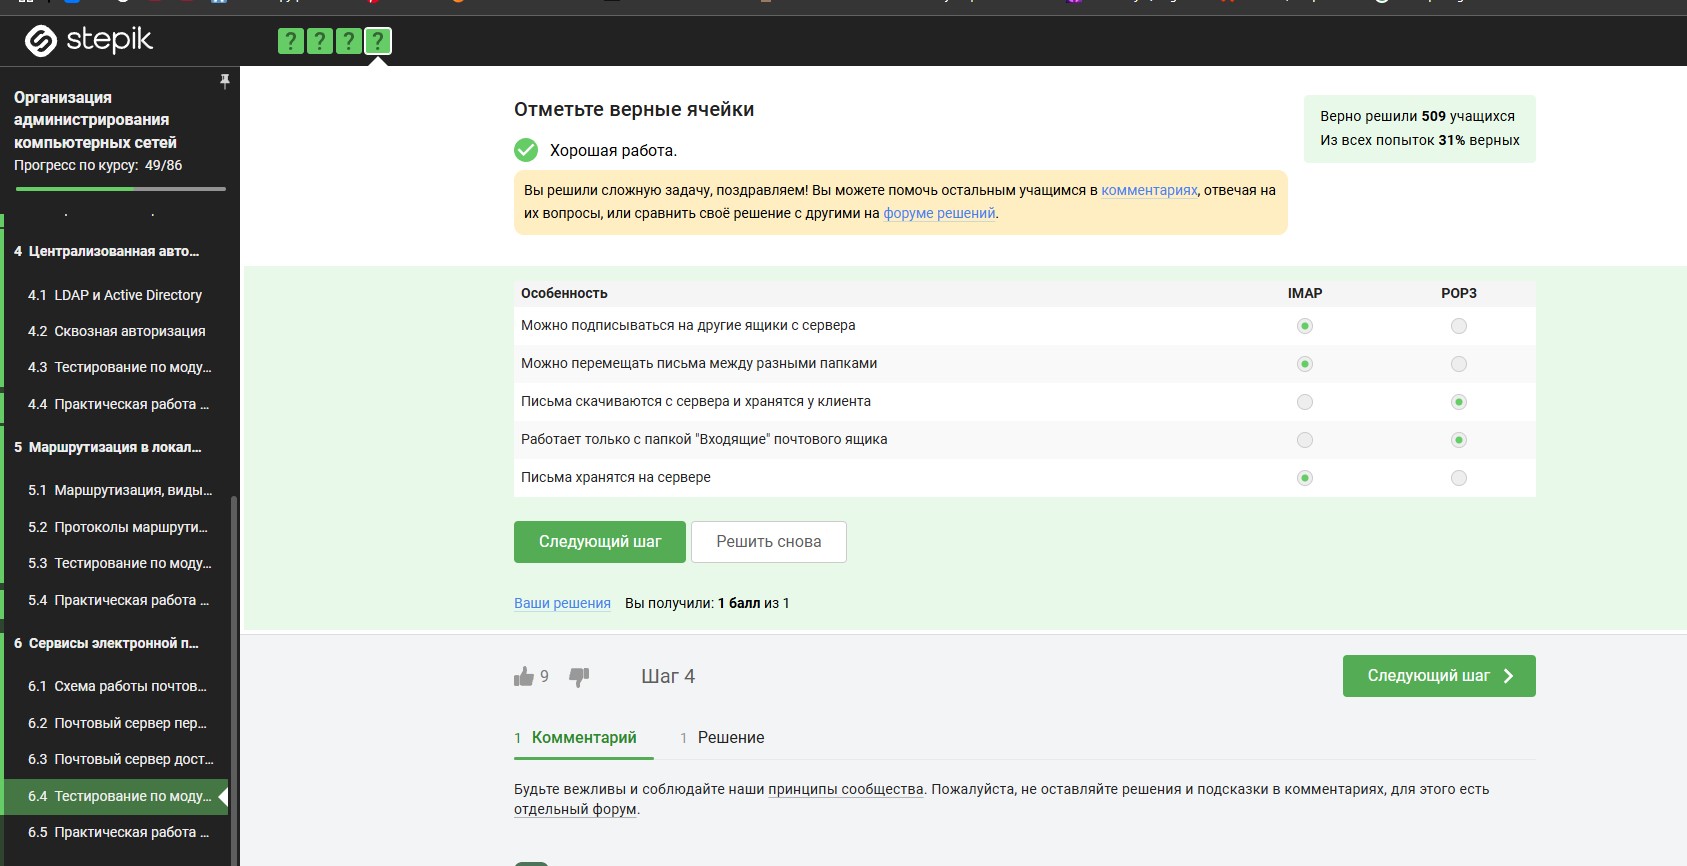 stepik
? ? ? ?
Организация
администрирования
компьютерных сетей
Прогресс по курсу: 49/86
4 Централизованная авто...
4.1 LDAP и Active Directory
4.2 Сквозная авторизация
4.3 Тестирование по моду...
4.4 Практическая работа ...
5 Маршрутизация в локал...
5.1 Маршрутизация, виды...
5.2 Протоколы маршрути...
5.3 Тестирование по моду...
5.4 Практическая работа ...
6 Сервисы электронной п...
6.1 Схема работы почтов...
6.2 Почтовый сервер пер...
6.3 Почтовый сервер дост...
6.4 Тестирование по моду...
6.5 Практическая работа ...
Отметьте верные ячейки
Хорошая работа.
Верно решили 509 учащихся
Из всех попыток 31% верных
Вы решили сложную задачу, поздравляем! Вы можете помочь остальным учащимся в комментариях, отвечая на
их вопросы, или сравнить своё решение с другими на форуме решений.
Особенность IMAP POP3
Можно подписываться на другие ящики с сервера
Можно перемещать письма между разными папками
Письма скачиваются с сервера и хранятся у клиента
Работает только с папкой "Входящие" почтового ящика
Письма хранятся на сервере
Следующий шаг Решить снова
Ваши решения Вы получили: 1 балл из 1
9 Шаг 4 Следующий шаг
1 Комментарий 1 Решение
Будьте вежливы и соблюдайте наши принципы сообщества. Пожалуйста, не оставляйте решения и подсказки в комментариях, для этого есть
отдельный форум.